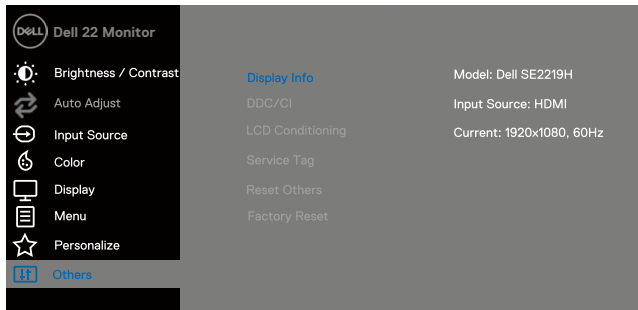 DELL Dell 22 Monitor
Brightness / Contrast
Auto Adjust
Input Source
Color
Display
Menu
Personalize
Others
Display Info
DDC/CI
LCD Conditioning
Service Tag
Reset Others
Factory Reset
Model: Dell SE2219H
Input Source: HDMI
Current: 1920x1080, 60Hz